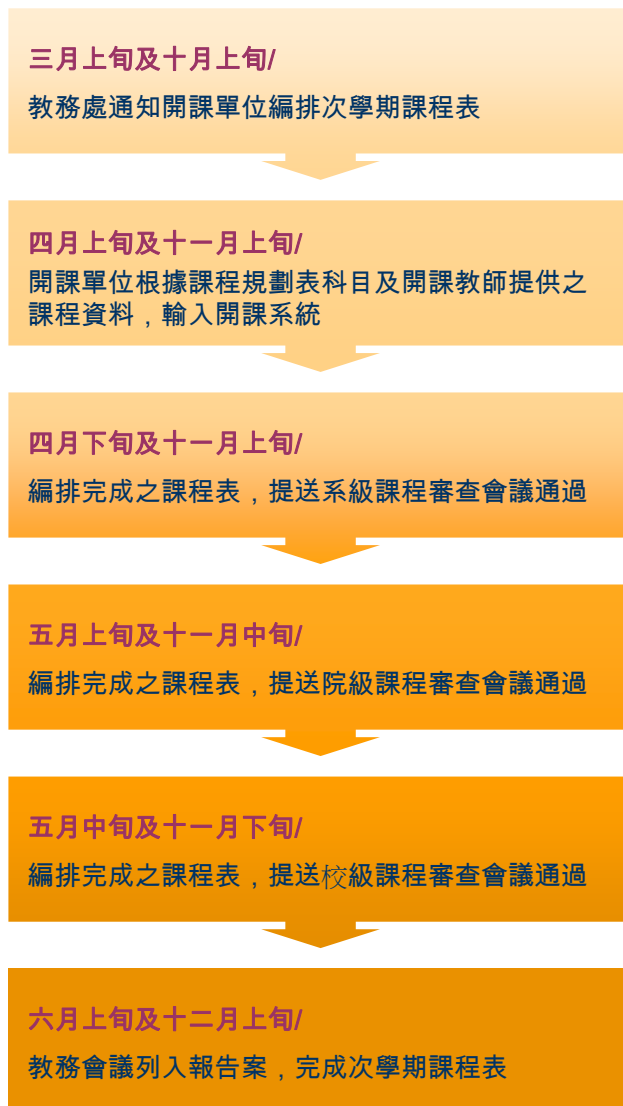 三月上旬及十月上旬/
教務處通知開課單位編排次學期課程表
四月上旬及十一月上旬/
開課單位根據課程規劃表科目及開課教師提供之
課程資料，輸入開課系統
四月下旬及十一月上旬/
編排完成之課程表，提送系級課程審查會議通過
五月上旬及十一月中旬/
編排完成之課程表，提送院級課程審查會議通過
五月中旬及十一月下旬/
編排完成之課程表，提送校級課程審查會議通過
六月上旬及十二月上旬/
教務會議列入報告案，完成次學期課程表